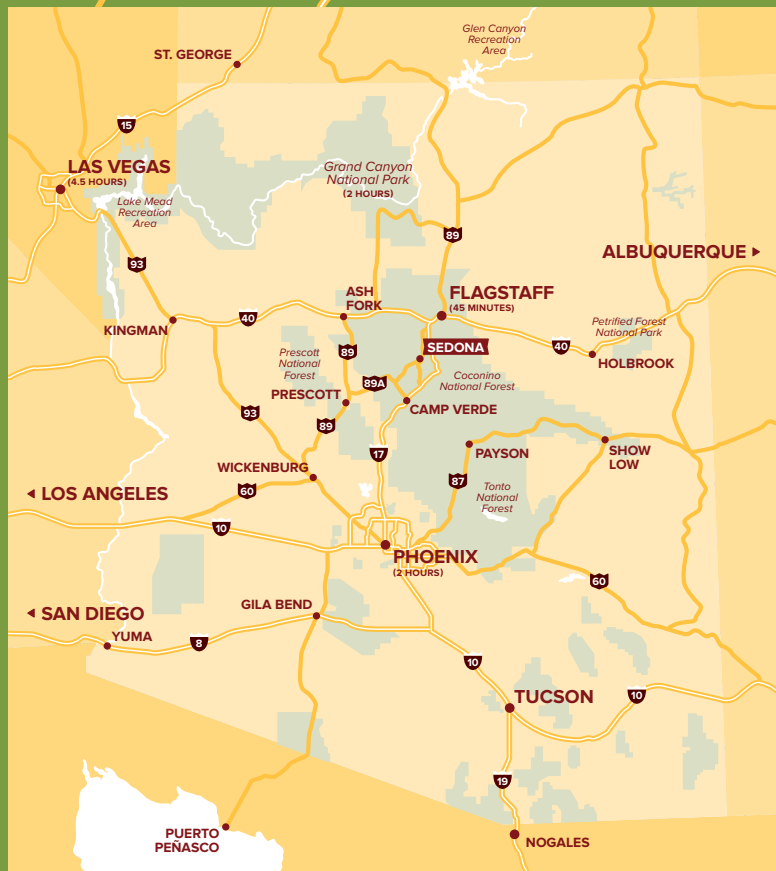 Glen Canyon
Recreation
Area
ST. GEORGE
15
LAS VEGAS
(4.5 HOURS)
Grand Canyon
National Park
(2 HOURS)
Lake Mead
Recreation
Area
89
ALBUQUERQUE
93
ASH
FORK
FLAGSTAFF
(45 MINUTES)
KINGMAN
40
Petrified Forest
National Park
40
HOLBROOK
89
SEDONA
Prescott
National
Forest
89A
Coconino
National Forest
PRESCOTT
CAMP VERDE
93
89
17
PAYSON
SHOW
LOW
WICKENBURG
87
60
LOS ANGELES
Tonto
National
Forest
10
PHOENIX
(2 HOURS)
60
SAN DIEGO
GILA BEND
YUMA
8
10
TUCSON
10
19
PUERTO
PEÑASCO
NOGALES